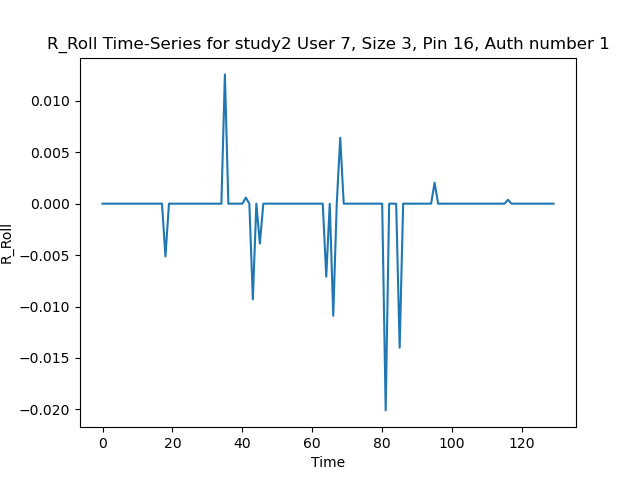 R_Roll Time-Series for study2 User 7, Size 3, Pin 16, Auth number 1
R_Roll
0.010
0.005
0.000
−0.005
−0.010
−0.015
−0.020
0 20 40 60 80 100 120
Time